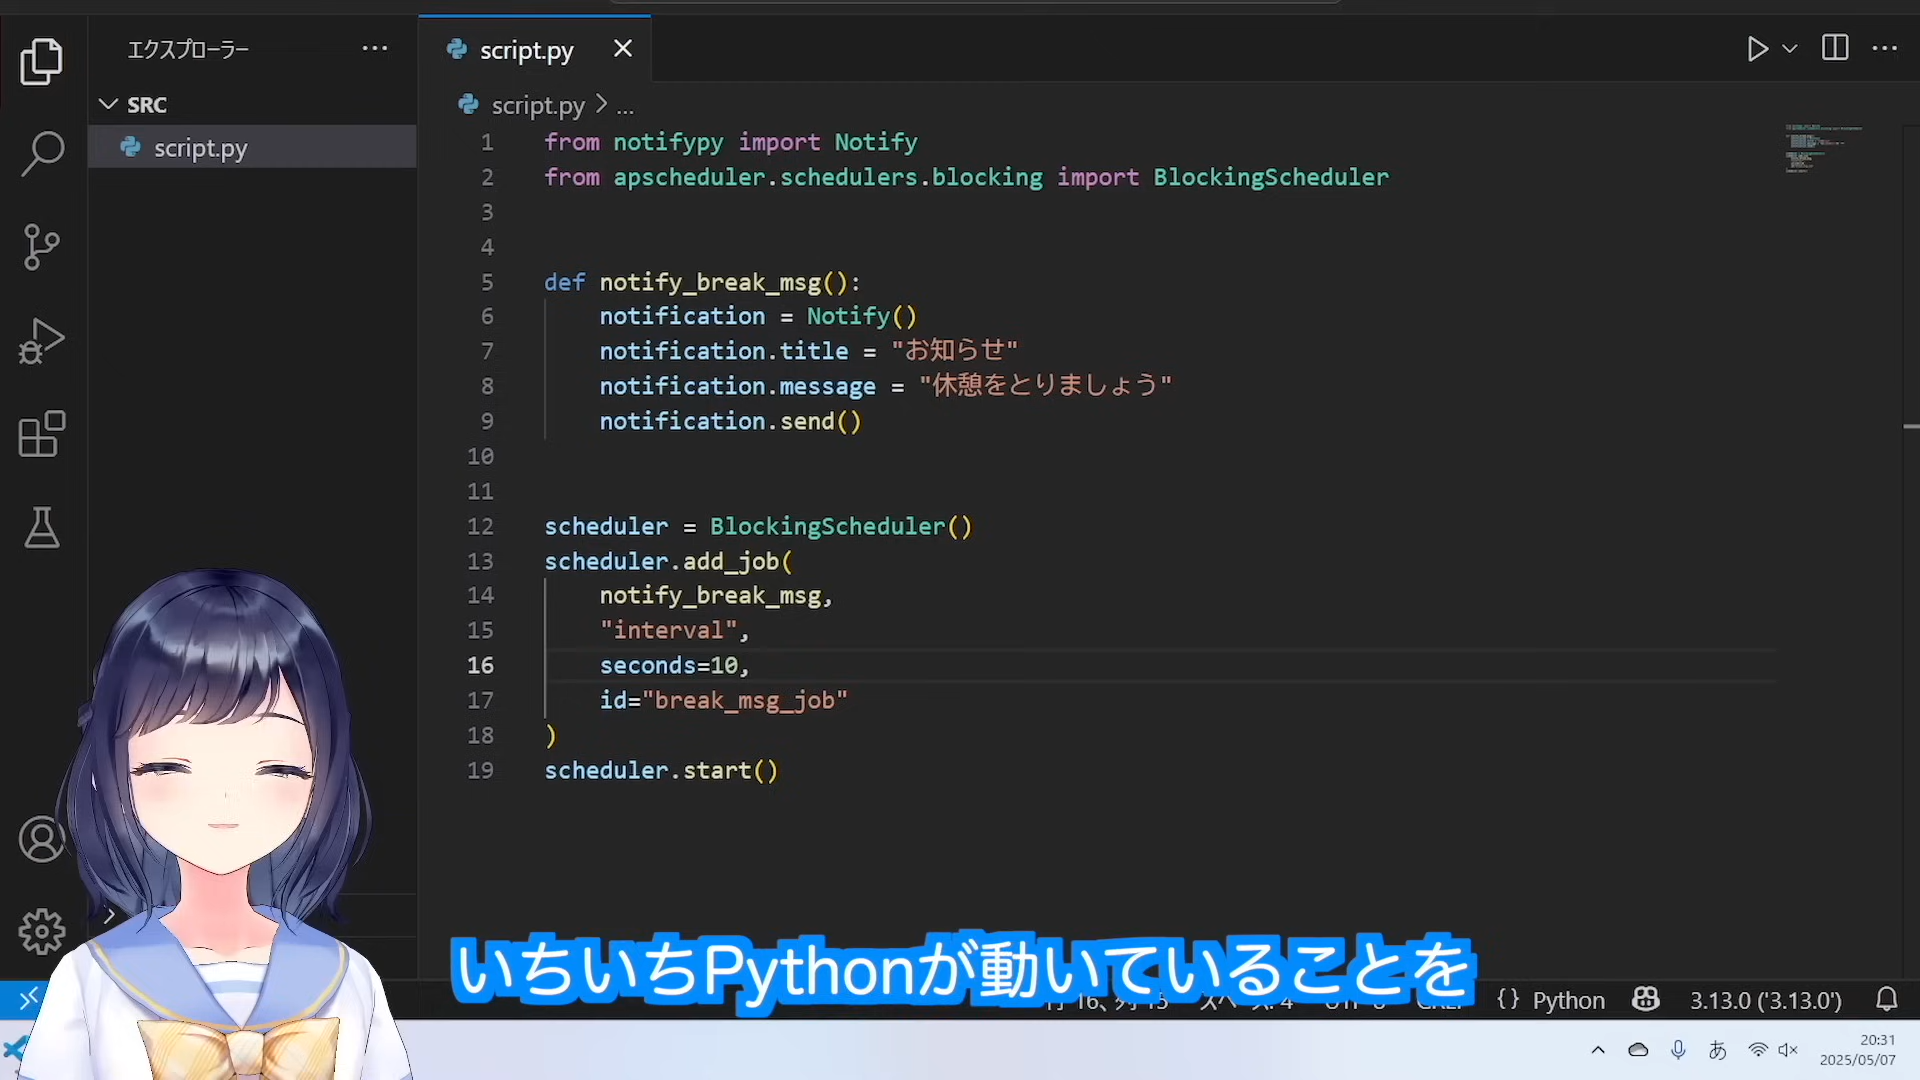 エクスプローラー
SRC
script.py
script.py
script.py > ...
1 from notifypy import Notify
2 from apscheduler.schedulers.blocking import BlockingScheduler
3
4
5 def notify_break_msg():
6 notification = Notify()
7 notification.title = "お知らせ"
8 notification.message = "休憩をとりましょう"
9 notification.send()
10
11
12 scheduler = BlockingScheduler()
13 scheduler.add_job(
14 notify_break_msg,
15 "interval",
16 seconds=10,
17 id="break_msg_job"
18 )
19 scheduler.start()
いちいちPythonが動いていることを
{} Python 3.13.0 ('3.13.0')
あ
20:31
2025/05/07